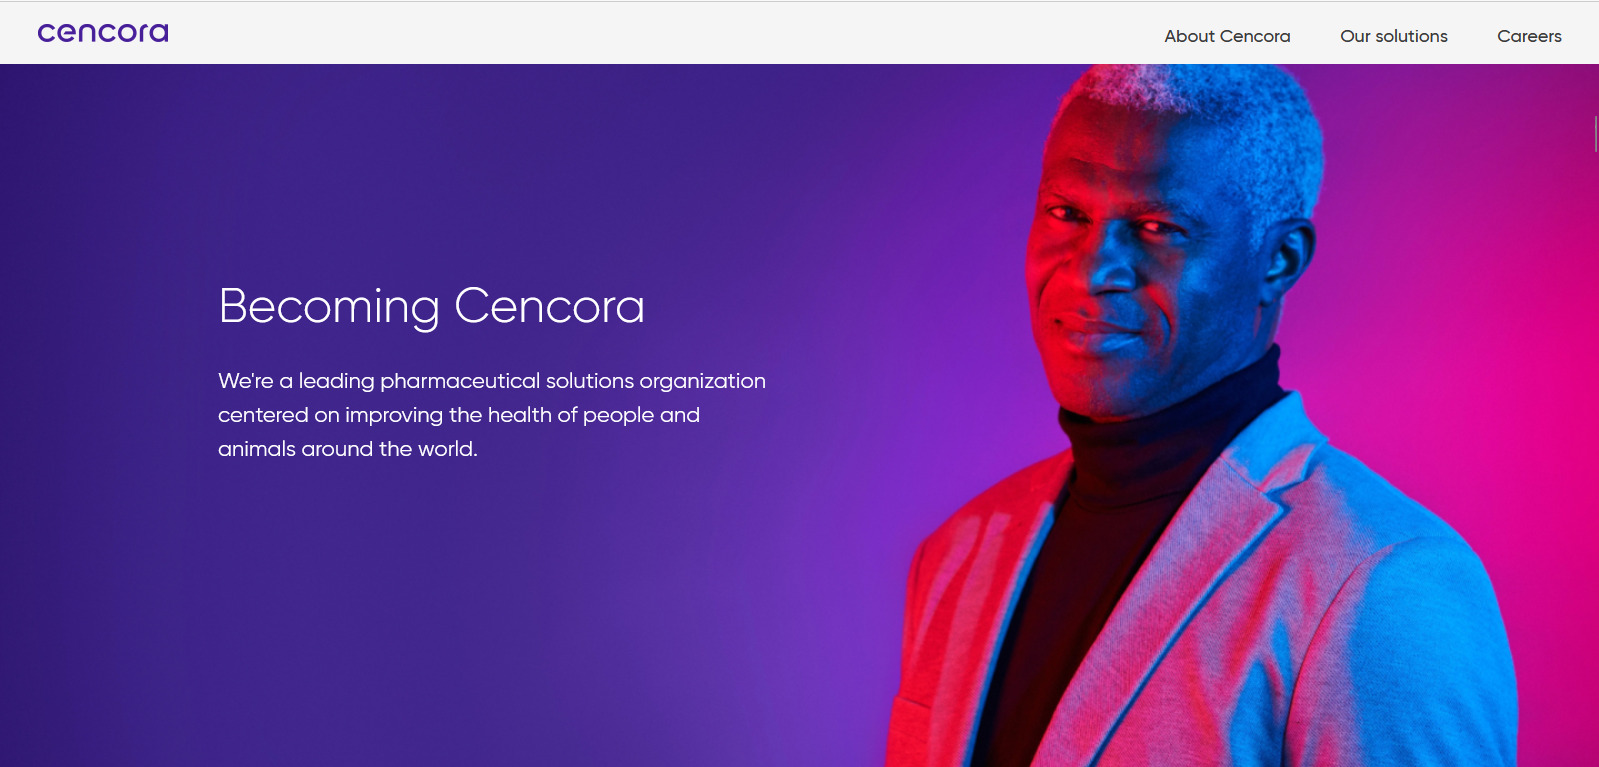 cencora
About Cencora
Our solutions
Careers
Becoming Cencora
We're a leading pharmaceutical solutions organization
centered on improving the health of people and
animals around the world.